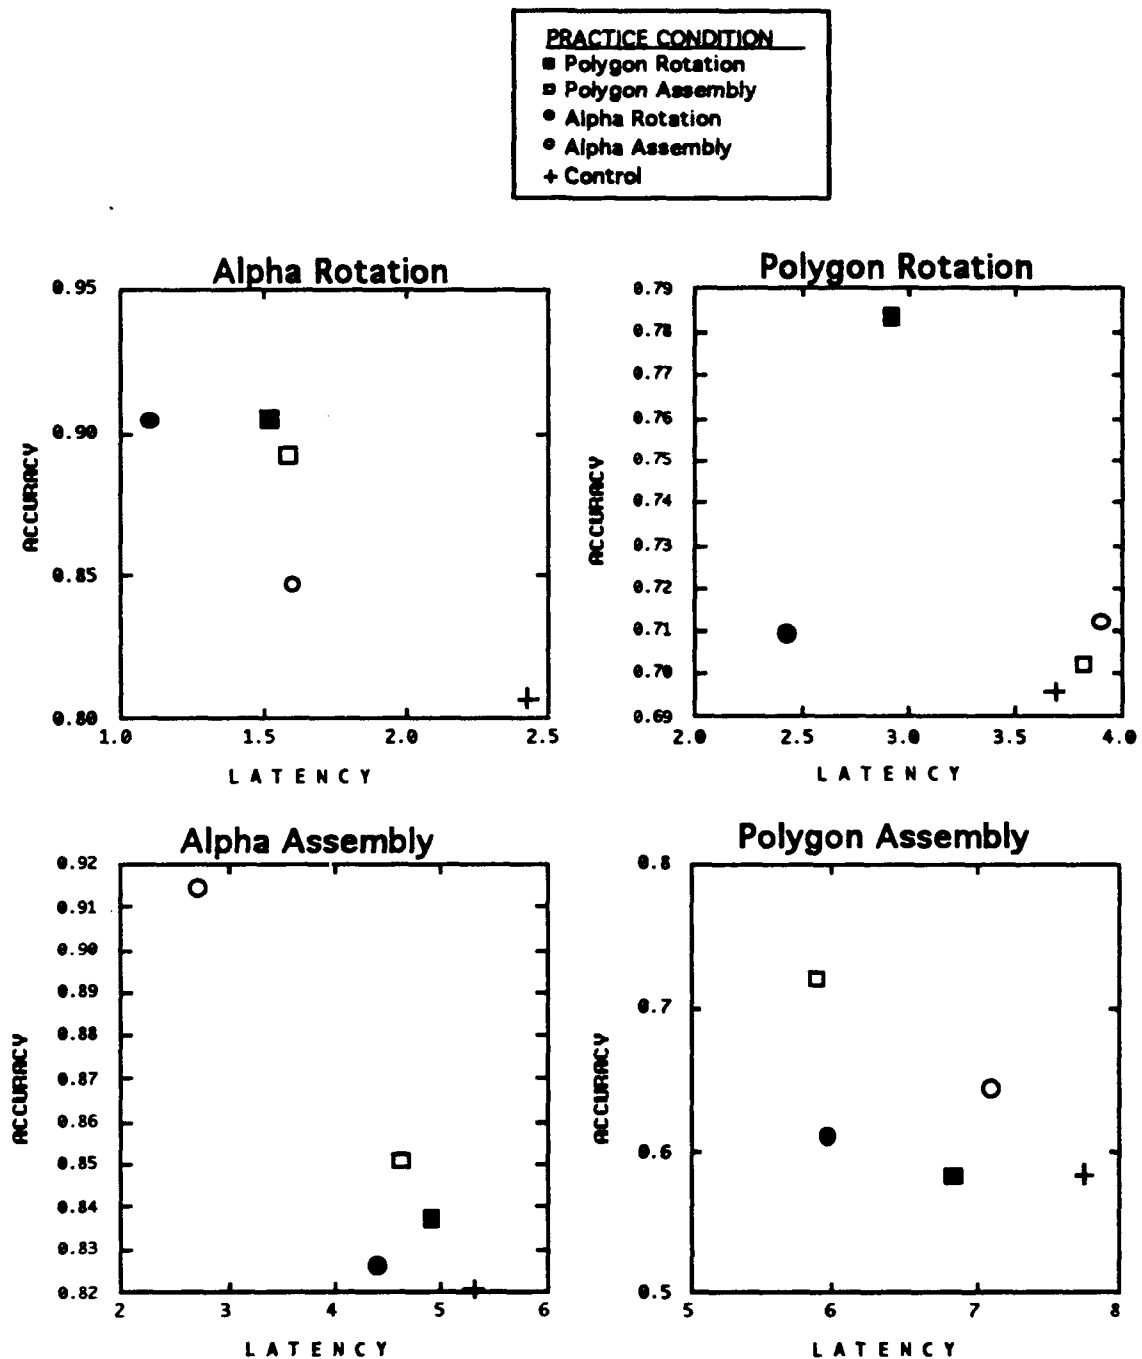 PRACTICE CONDITION
■ Polygon Rotation
□ Polygon Assembly
● Alpha Rotation
○ Alpha Assembly
+ Control
Alpha Rotation
0.95
0.90
0.85
0.80
ACCURACY
1.0 1.5 2.0 2.5
LATENCY
Polygon Rotation
0.79
0.78
0.77
0.76
0.75
0.74
0.73
0.72
0.71
0.70
0.69
ACCURACY
2.0 2.5 3.0 3.5 4.0
LATENCY
Alpha Assembly
0.92
0.91
0.90
0.89
0.88
0.87
0.86
0.85
0.84
0.83
0.82
ACCURACY
2 3 4 5 6
LATENCY
Polygon Assembly
0.8
0.7
0.6
0.5
ACCURACY
5 6 7 8
LATENCY